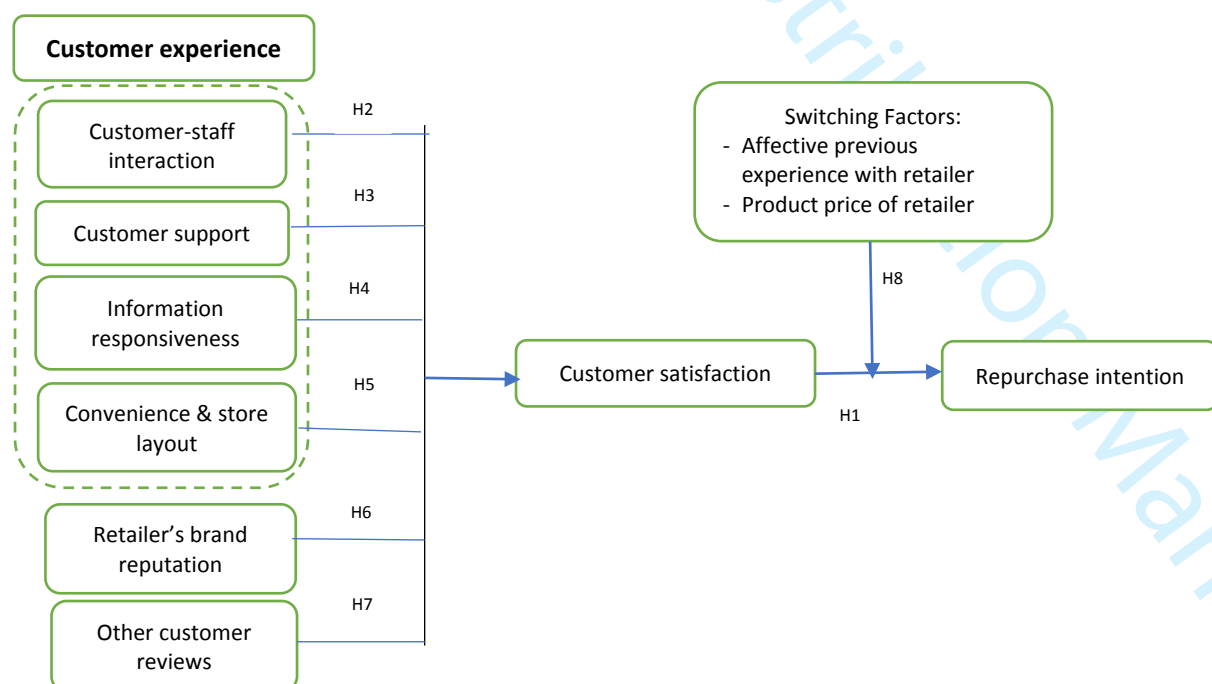 Customer experience
H2
Customer-staff
interaction
H3
Customer support
H4
Information
responsiveness
H5
Convenience & store
layout
H6
Retailer’s brand
reputation
H7
Other customer
reviews
Customer satisfaction
Switching Factors:
- Affective previous
experience with retailer
- Product price of retailer
H8
H1
Repurchase intention